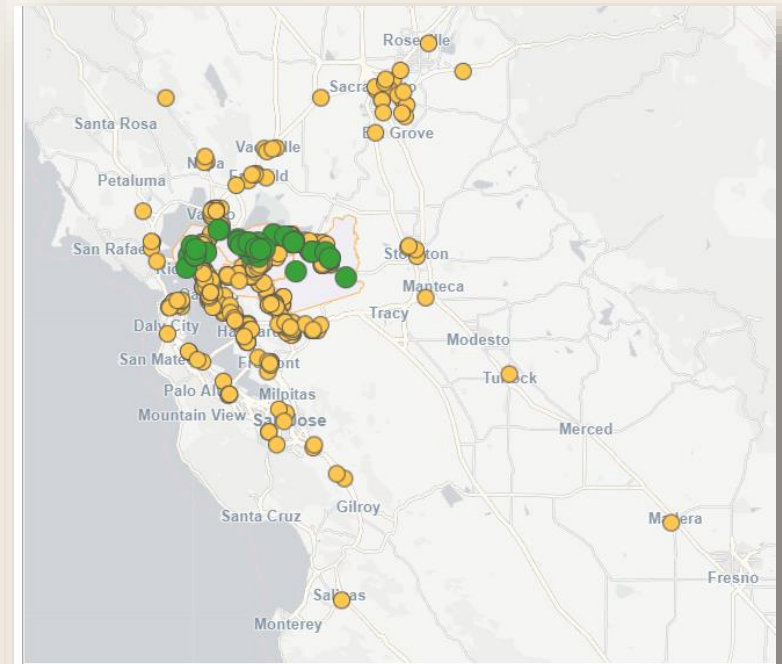 Roseville
Sacramento
Santa Rosa
Elk Grove
Vacaville
Napa
Petaluma
Fairfield
Vallejo
San Rafael
Stockton
Manteca
Tracy
Daly City
Hayward
Modesto
San Mateo
Fremont
Turlock
Palo Alto
Milpitas
Mountain View
San Jose
Merced
Gilroy
Santa Cruz
Madera
Fresno
Salinas
Monterey